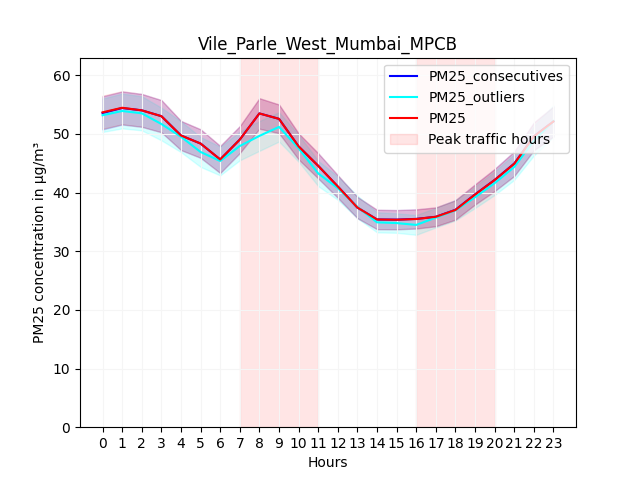 Vile_Parle_West_Mumbai_MPCB
PM25_consecutives
PM25_outliers
PM25
Peak traffic hours
PM25 concentration in µg/m³
60
50
40
30
20
10
0
0 1 2 3 4 5 6 7 8 9 10 11 12 13 14 15 16 17 18 19 20 21 22 23
Hours